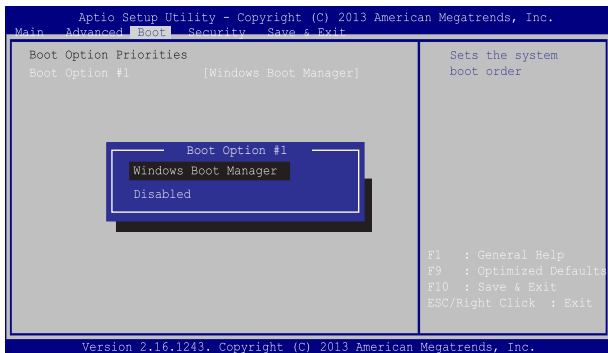 Aptio Setup Utility - Copyright (C) 2013 American Megatrends, Inc.
Main Advanced Boot Security Save & Exit
Boot Option Priorities
Boot Option #1 [Windows Boot Manager]
Sets the system
boot order
Boot Option #1
Windows Boot Manager
Disabled
F1 : General Help
F9 : Optimized Defaults
F10 : Save & Exit
ESC/Right Click : Exit
Version 2.16.1243. Copyright (C) 2013 American Megatrends, Inc.